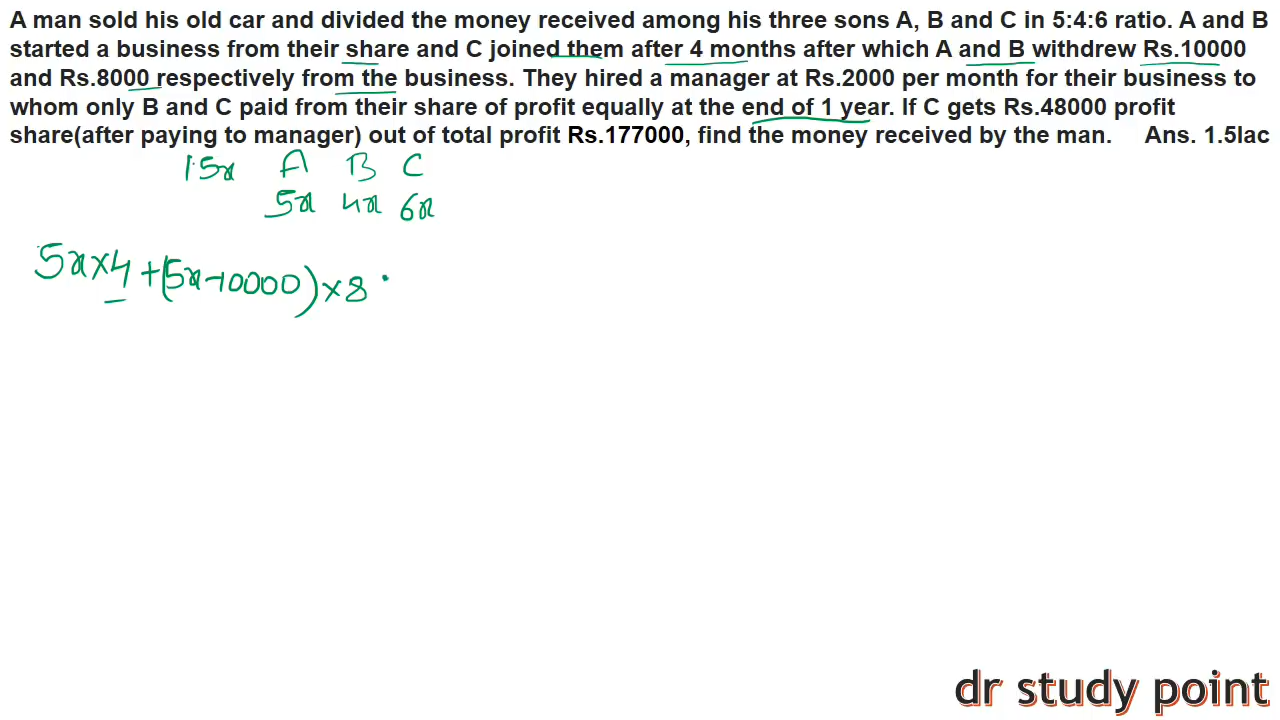 A man sold his old car and divided the money received among his three sons A, B and C in 5:4:6 ratio. A and B
started a business from their share and C joined them after 4 months after which A and B withdrew Rs.10000
and Rs.8000 respectively from the business. They hired a manager at Rs.2000 per month for their business to
whom only B and C paid from their share of profit equally at the end of 1 year. If C gets Rs.48000 profit
share(after paying to manager) out of total profit Rs.177000, find the money received by the man. Ans. 1.5lac
15x A B C
5x 4x 6x
5x×4+(5x-10000)×8
dr study point